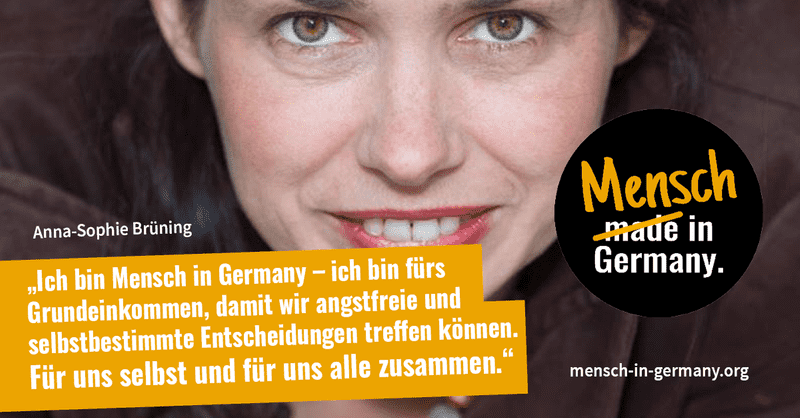 Anna-Sophie Brüning
„Ich bin Mensch in Germany – ich bin fürs
Grundeinkommen, damit wir angstfreie und
selbstbestimmte Entscheidungen treffen können.
Für uns selbst und für uns alle zusammen.“
Mensch
made in
Germany.
mensch-in-germany.org